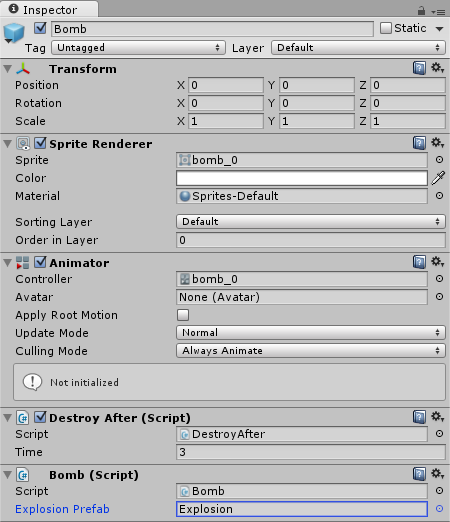 Inspector
Bomb Static
Tag Untagged Layer Default
Transform
Position X 0 Y 0 Z 0
Rotation X 0 Y 0 Z 0
Scale X 1 Y 1 Z 1
Sprite Renderer
Sprite bomb_0
Color
Material Sprites-Default
Sorting Layer Default
Order in Layer 0
Animator
Controller bomb_0
Avatar None (Avatar)
Apply Root Motion
Update Mode Normal
Culling Mode Always Animate
Not initialized
Destroy After (Script)
Script DestroyAfter
Time 3
Bomb (Script)
Script Bomb
Explosion Prefab Explosion